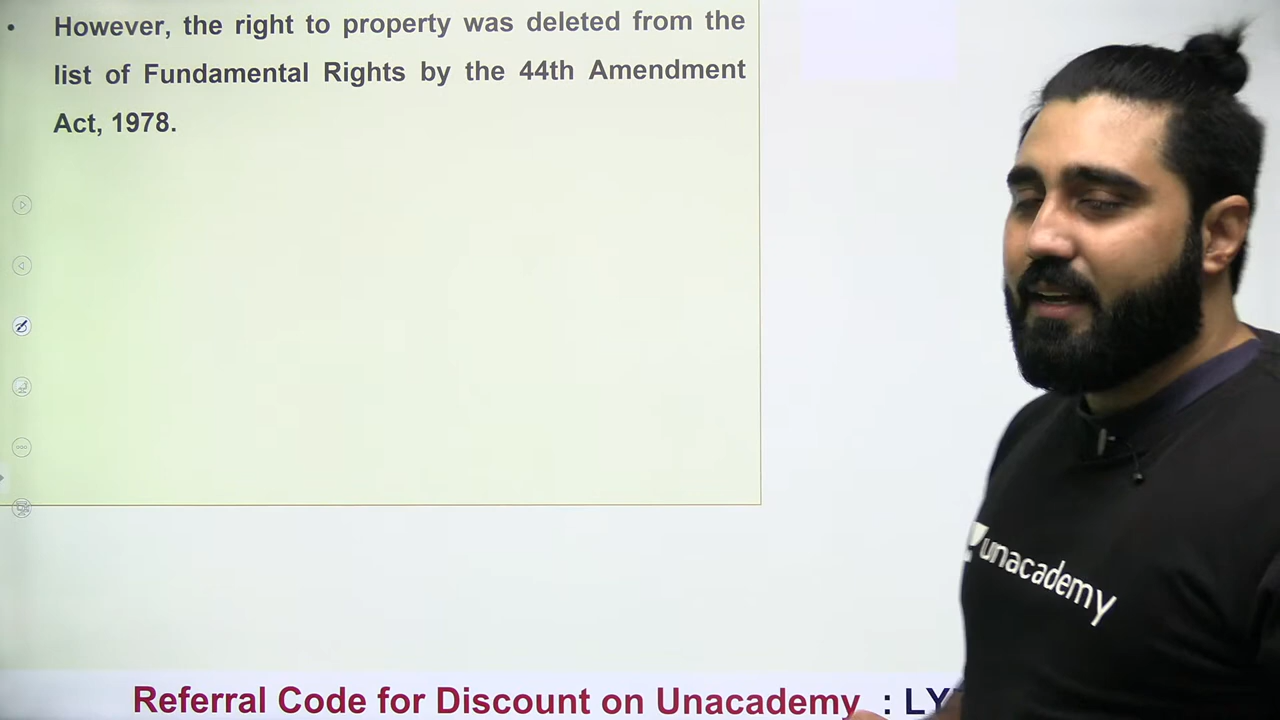 • However, the right to property was deleted from the
list of Fundamental Rights by the 44th Amendment
Act, 1978.
unacademy
Referral Code for Discount on Unacademy : LY